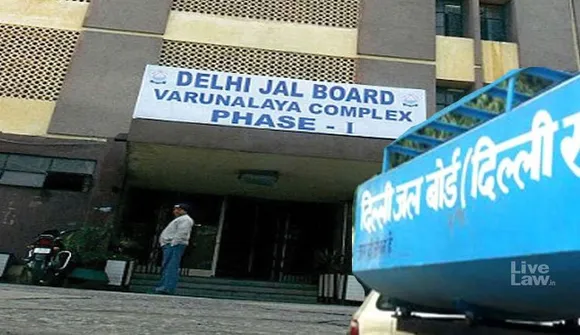 DELHI JAL BOARD
VARUNALAYA COMPLEX
PHASE - I
दिल्ली जल बोर्ड (दिल्ली स
Live
Law.in